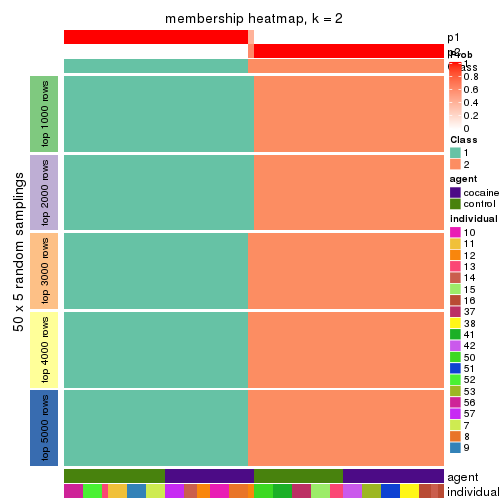 membership heatmap, k = 2
p1
p2
Class
50 x 5 random samplings
top 1000 rows
top 2000 rows
top 3000 rows
top 4000 rows
top 5000 rows
agent
individual
Prob
1
0.8
0.6
0.4
0.2
0
Class
1
2
agent
cocaine
control
individual
10
11
12
13
14
15
16
37
38
41
42
50
51
52
53
56
57
7
8
9